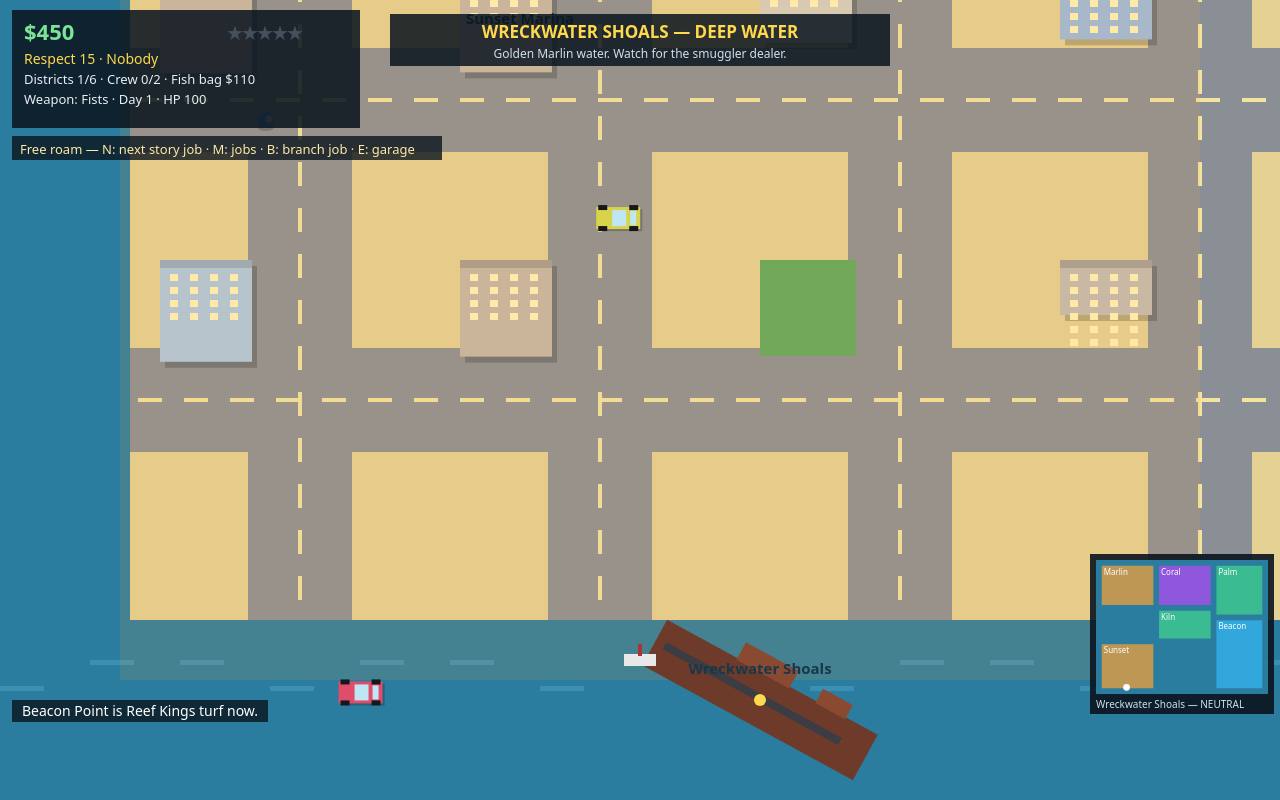 $450
★★★★★
Respect 15 · Nobody
Districts 1/6 · Crew 0/2 · Fish bag $110
Weapon: Fists · Day 1 · HP 100
Free roam — N: next story job · M: jobs · B: branch job · E: garage
Sunset Marina
WRECKWATER SHOALS — DEEP WATER
Golden Marlin water. Watch for the smuggler dealer.
Wreckwater Shoals
Beacon Point is Reef Kings turf now.
Marlin
Coral
Palm
Kiln
Beacon
Sunset
Wreckwater Shoals — NEUTRAL